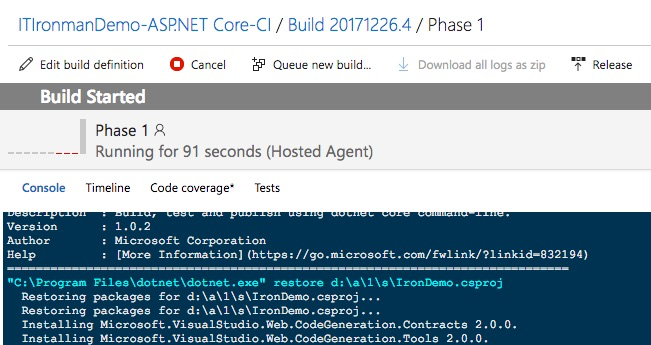 ITIronmanDemo-ASP.NET Core-CI / Build 20171226.4 / Phase 1
Edit build definition Cancel Queue new build... Download all logs as zip Release
Build Started
Phase 1
Running for 91 seconds (Hosted Agent)
Console Timeline Code coverage* Tests
Description : Build, test and publish using dotnet core command-line.
Version : 1.0.2
Author : Microsoft Corporation
Help : [More Information](https://go.microsoft.com/fwlink/?linkid=832194)
==============================================================================
"C:\Program Files\dotnet\dotnet.exe" restore d:\a\1\s\IronDemo.csproj
Restoring packages for d:\a\1\s\IronDemo.csproj...
Restoring packages for d:\a\1\s\IronDemo.csproj...
Installing Microsoft.VisualStudio.Web.CodeGeneration.Contracts 2.0.0.
Installing Microsoft.VisualStudio.Web.CodeGeneration.Tools 2.0.0.